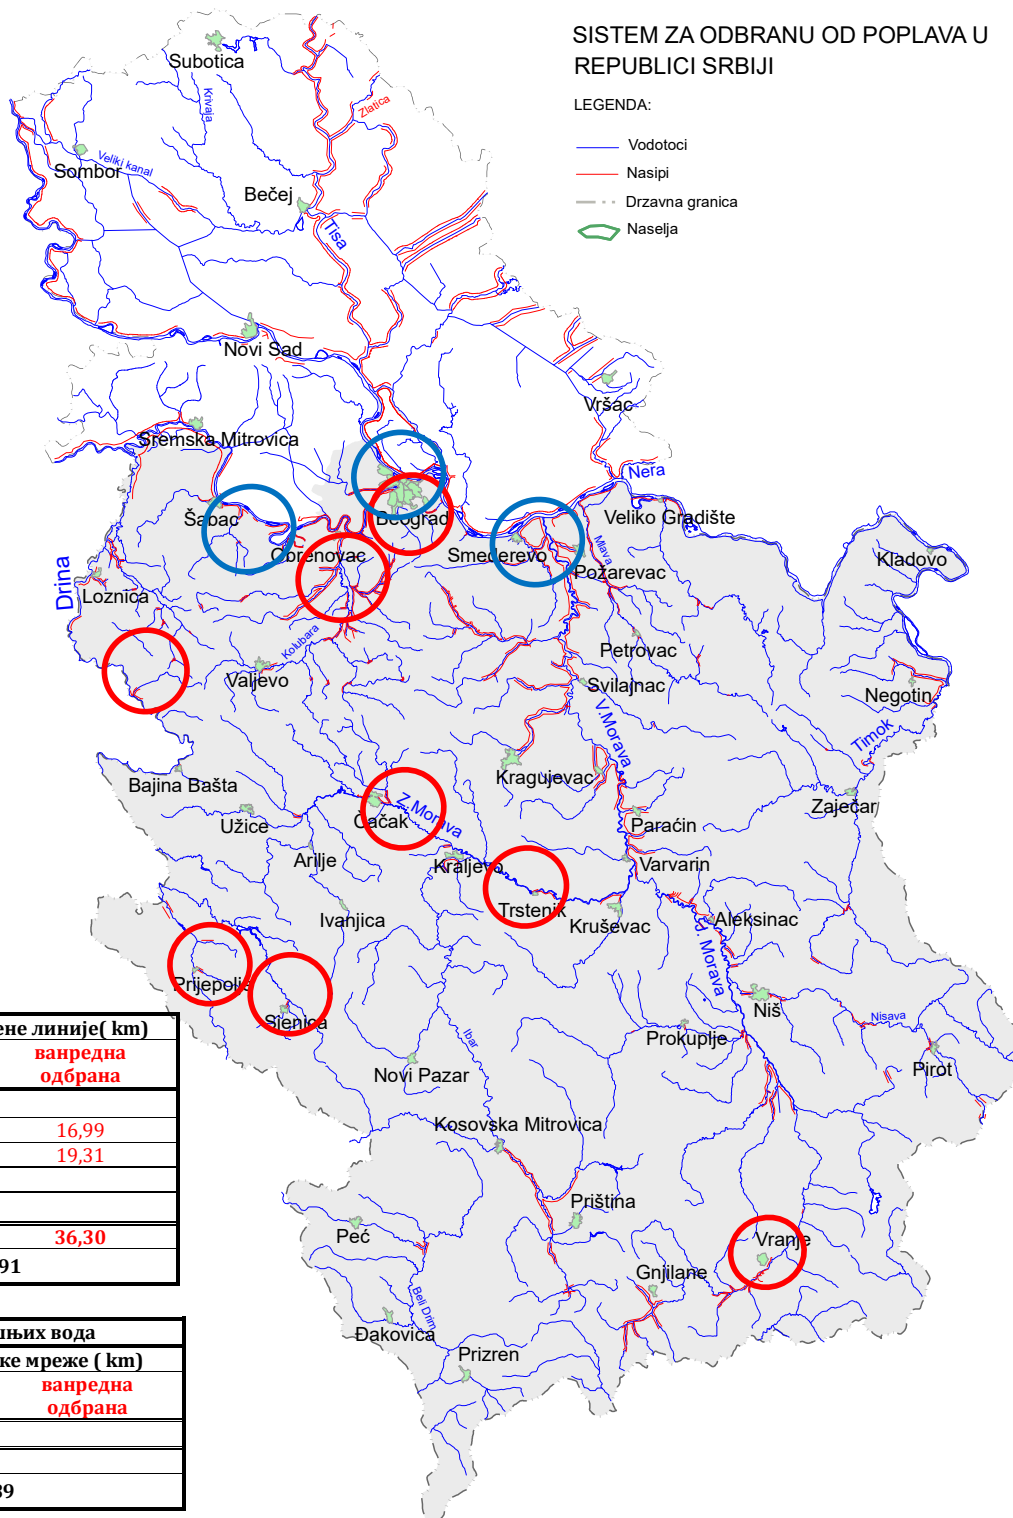 SISTEM ZA ODBRANU OD POPLAVA U
REPUBLICI SRBIJI
LEGENDA:
Vodotoci
Nasipi
Drzavna granica
Naselja
Subotica
Krivaja
Zlatica
Sombor
Veliki kanal
Bečej
Tisa
Novi Sad
Vršac
Sremska Mitrovica
Nera
Šabac
Beograd
Veliko Gradište
Obrenovac
Smederevo
Mlava
Kladovo
Drina
Loznica
Požarevac
Kolubara
Petrovac
Valjevo
Svilajnac
Negotin
V.Morava
Timok
Bajina Bašta
Kragujevac
Zaječar
Užice
Čačak
Z.Morava
Paraćin
Arilje
Kraljevo
Varvarin
Ivanjica
Trstenik
Kruševac
Aleksinac
J. Morava
Prijepolje
Sjenica
Niš
Nisava
Ibar
Prokuplje
Pirot
Novi Pazar
Kosovska Mitrovica
Priština
Peć
Vranje
Gnjilane
Beli Drim
Đakovica
Prizren
ене линије( km)
ванредна
одбрана
16,99
19,31
36,30
91
шњих вода
ке мреже ( km)
ванредна
одбрана
39